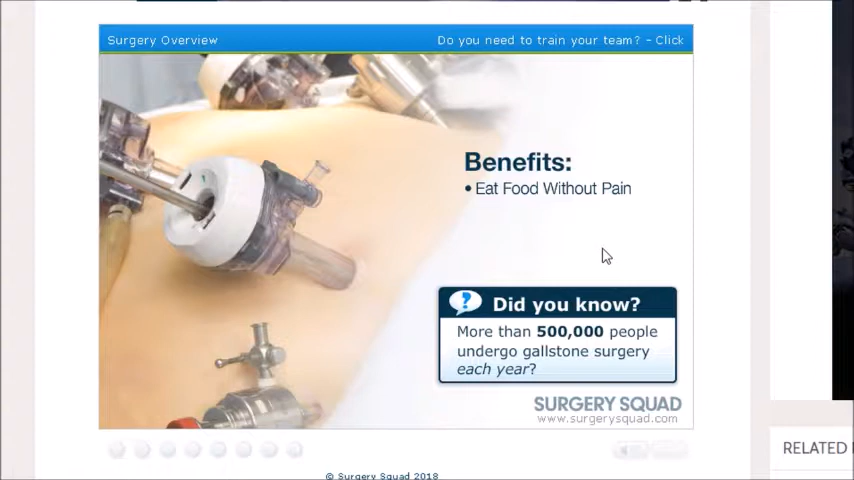 Surgery Overview
Do you need to train your team? - Click
Benefits:
• Eat Food Without Pain
Did you know?
More than 500,000 people
undergo gallstone surgery
each year?
SURGERY SQUAD
www.surgerysquad.com
© Surgery Squad 2018
RELATED